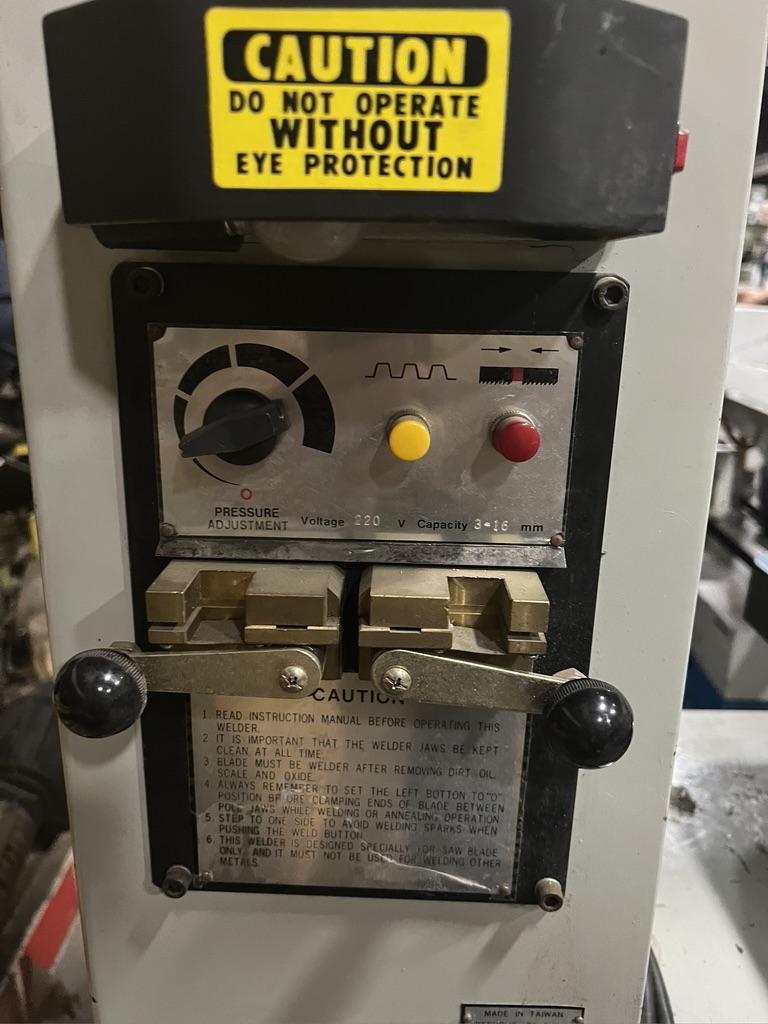 CAUTION
DO NOT OPERATE
WITHOUT
EYE PROTECTION
O
PRESSURE
ADJUSTMENT
Voltage 220 V Capacity 3-16 mm
CAUTION
1. READ INSTRUCTION MANUAL BEFORE OPERATING THIS
WELDER.
2. IT IS IMPORTANT THAT THE WELDER JAWS BE KEPT
CLEAN AT ALL TIME.
3. BLADE MUST BE WELDER AFTER REMOVING DIRT OIL.
SCALE AND OXIDE.
4. ALWAYS REMEMBER TO SET THE LEFT BOTTON TO "O"
POSITION BEFORE CLAMPING ENDS OF BLADE BETWEEN
POLE JAWS WHILE WELDING OR ANNEALING OPERATION.
5. STEP TO ONE SIDE TO AVOID WELDING SPARKS WHEN
PUSHING THE WELD BUTTON.
6. THIS WELDER IS DESIGNED SPECIALLY FOR SAW BLADE
ONLY. AND IT MUST NOT BE USED FOR WELDING OTHER
METALS.
MADE IN TAIWAN